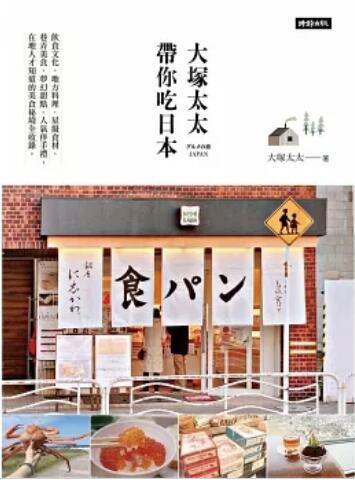 時報出版
大塚太太
帶你吃日本
グルメの旅
JAPAN
飲食文化、地方料理、星級食材、
巷弄美食、夢幻甜點、人氣伴手禮，
在地人才知道的美食秘境全收錄。
大塚太太──著
銀座
に志かわ
食パン